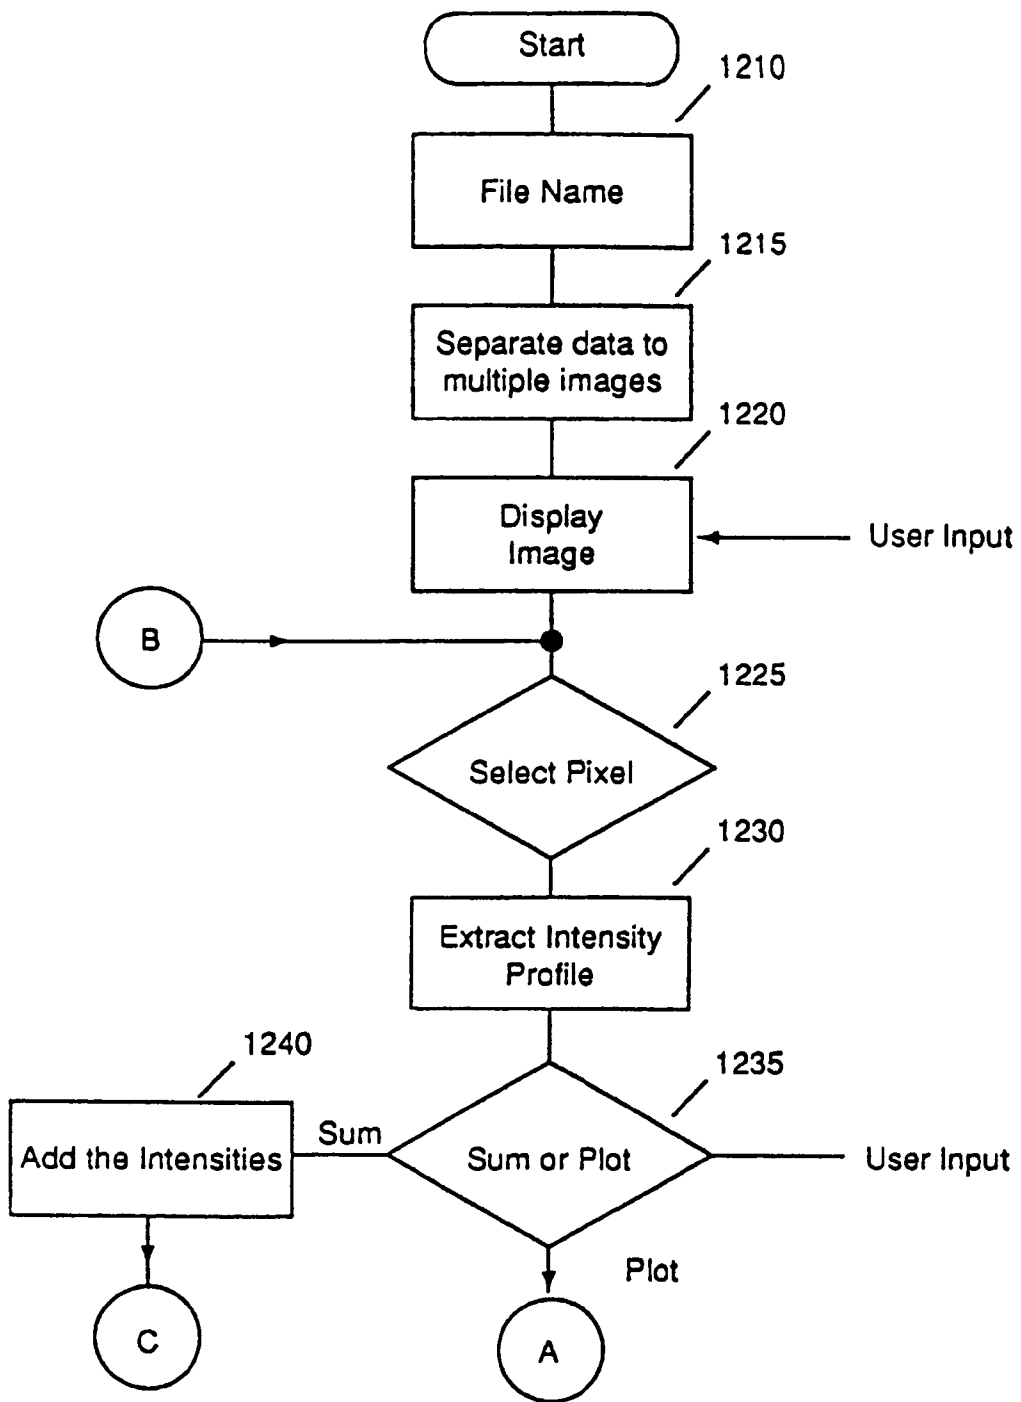 Start
1210
File Name
1215
Separate data to
multiple images
1220
Display
Image
User Input
B
1225
Select Pixel
1230
Extract Intensity
Profile
1240
1235
Add the Intensities
Sum
Sum or Plot
User Input
Plot
C
A